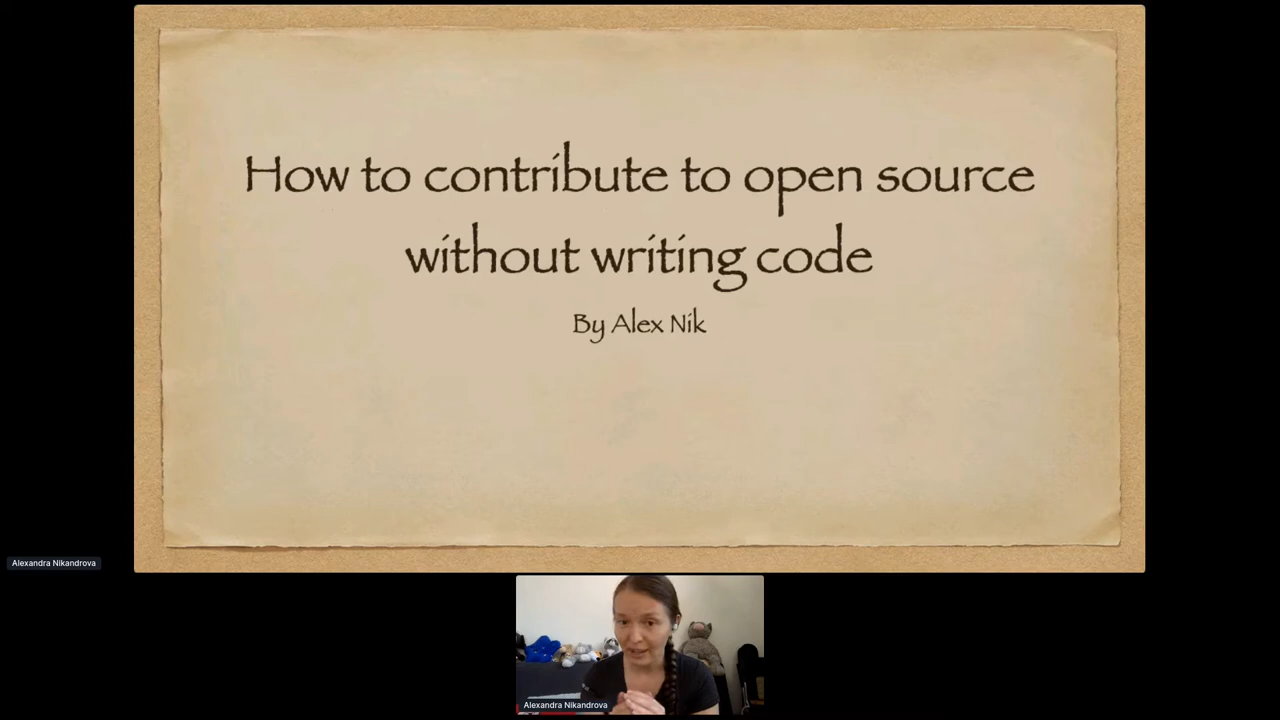 How to contribute to open source
without writing code
By Alex Nik
Alexandra Nikandrova
Alexandra Nikandrova